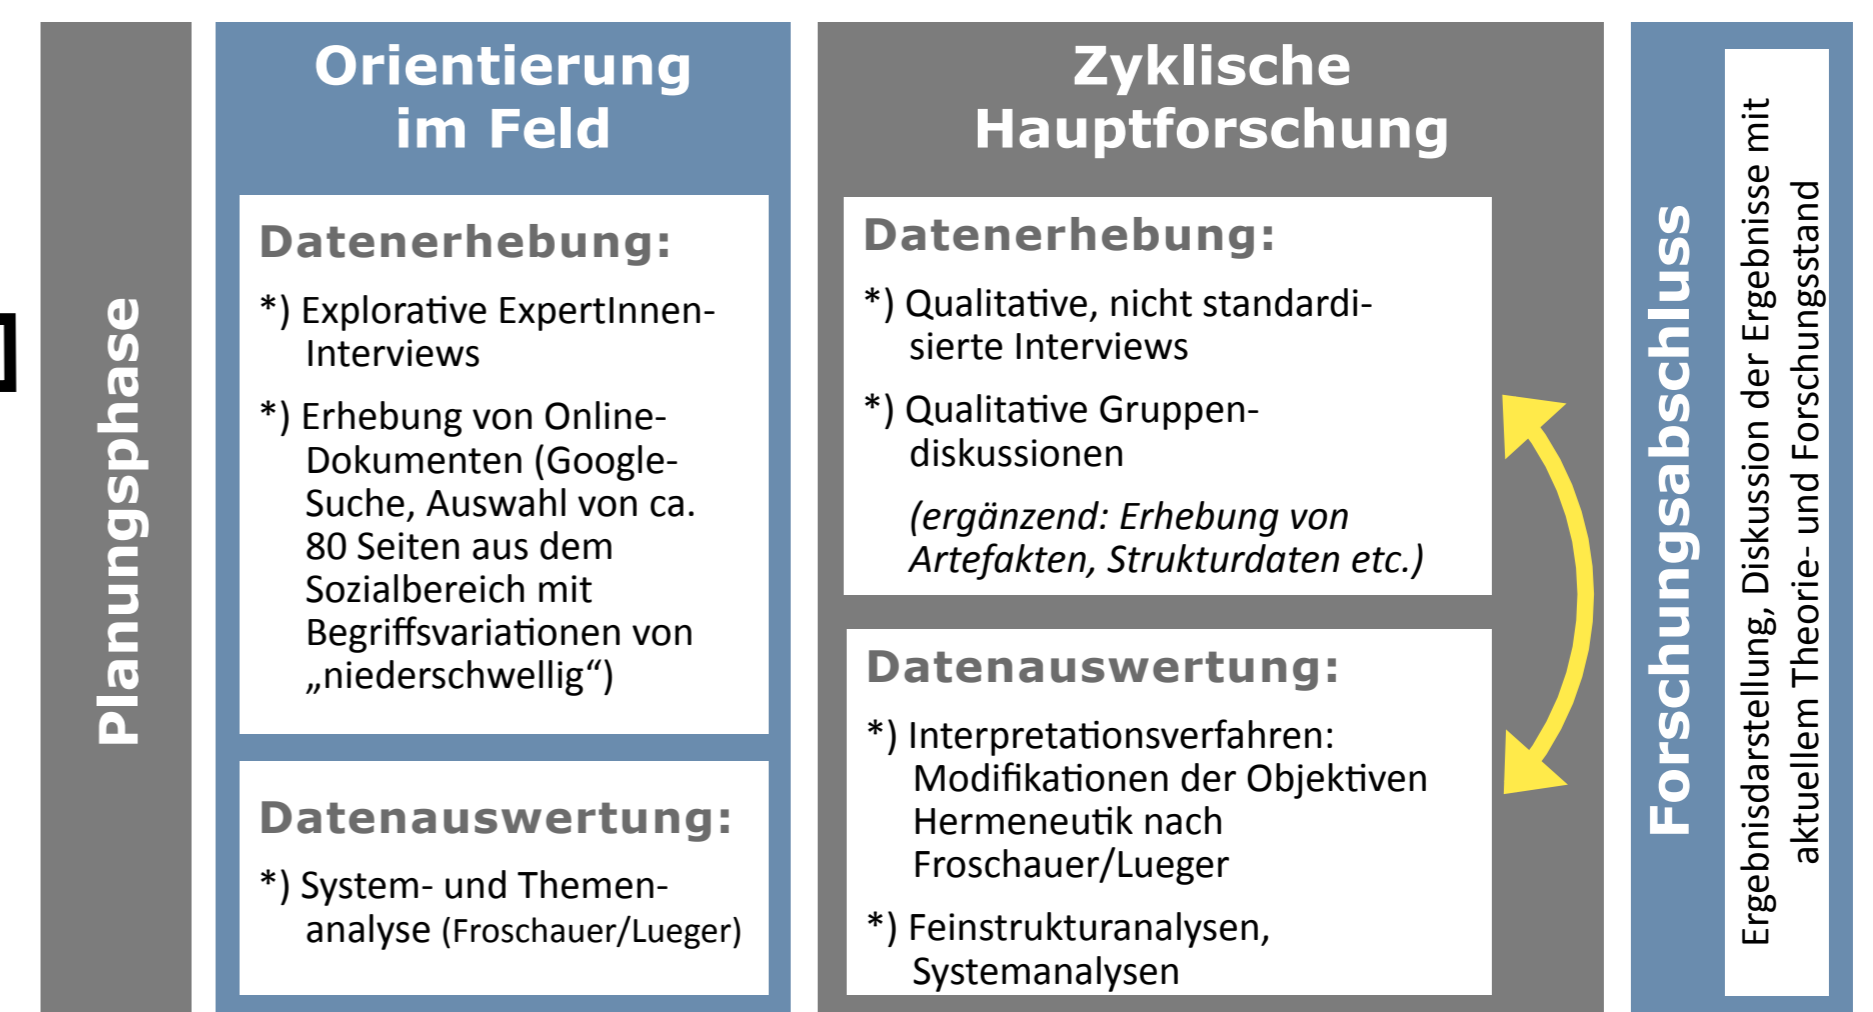 Planungsphase
Orientierung
im Feld
Datenerhebung:
*) Explorative ExpertInnen-
Interviews
*) Erhebung von Online-
Dokumenten (Google-
Suche, Auswahl von ca.
80 Seiten aus dem
Sozialbereich mit
Begriffsvariationen von
„niederschwellig“)
Datenauswertung:
*) System- und Themen-
analyse (Froschauer/Lueger)
Zyklische
Hauptforschung
Datenerhebung:
*) Qualitative, nicht standardi-
sierte Interviews
*) Qualitative Gruppen-
diskussionen
(ergänzend: Erhebung von
Artefakten, Strukturdaten etc.)
Datenauswertung:
*) Interpretationsverfahren:
Modifikationen der Objektiven
Hermeneutik nach
Froschauer/Lueger
*) Feinstrukturanalysen,
Systemanalysen
Forschungsabschluss
Ergebnisdarstellung, Diskussion der Ergebnisse mit
aktuellem Theorie- und Forschungsstand